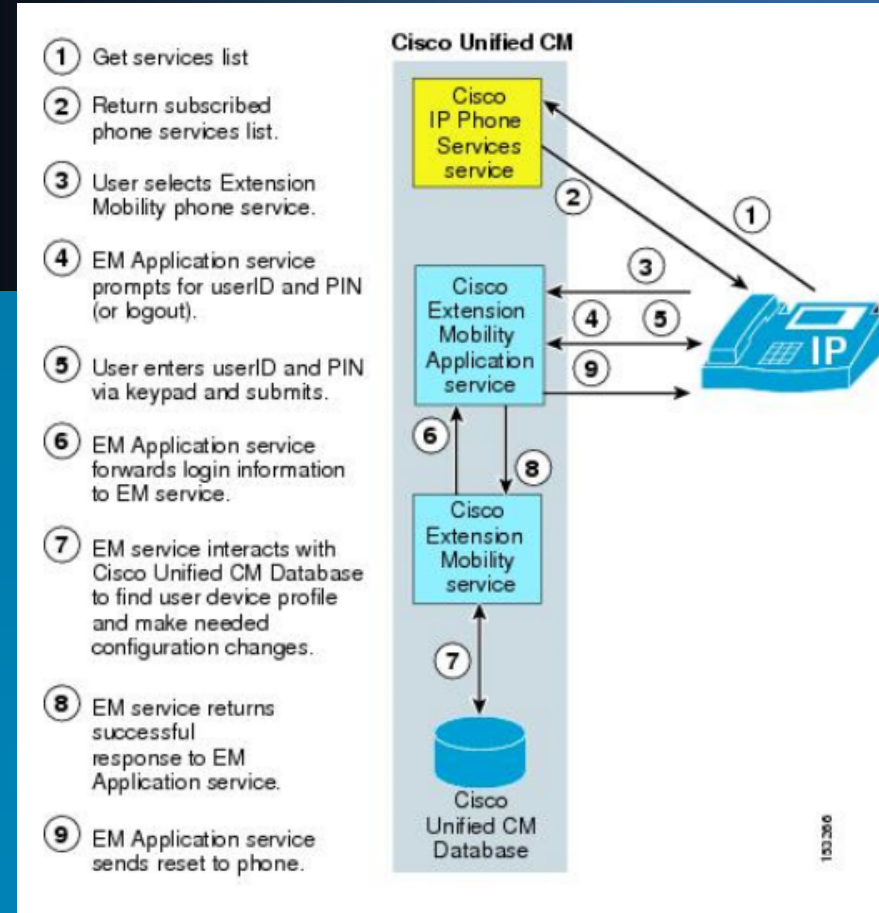 1 Get services list
2 Return subscribed
phone services list.
3 User selects Extension
Mobility phone service.
4 EM Application service
prompts for userID and PIN
(or logout).
5 User enters userID and PIN
via keypad and submits.
6 EM Application service
forwards login information
to EM service.
7 EM service interacts with
Cisco Unified CM Database
to find user device profile
and make needed
configuration changes.
8 EM service returns
successful
response to EM
Application service.
9 EM Application service
sends reset to phone.
Cisco Unified CM
Cisco
IP Phone
Services
service
2
1
3
Cisco
Extension
Mobility
Application
service
4 5
9
IP
6
8
Cisco
Extension
Mobility
service
7
Cisco
Unified CM
Database
153266